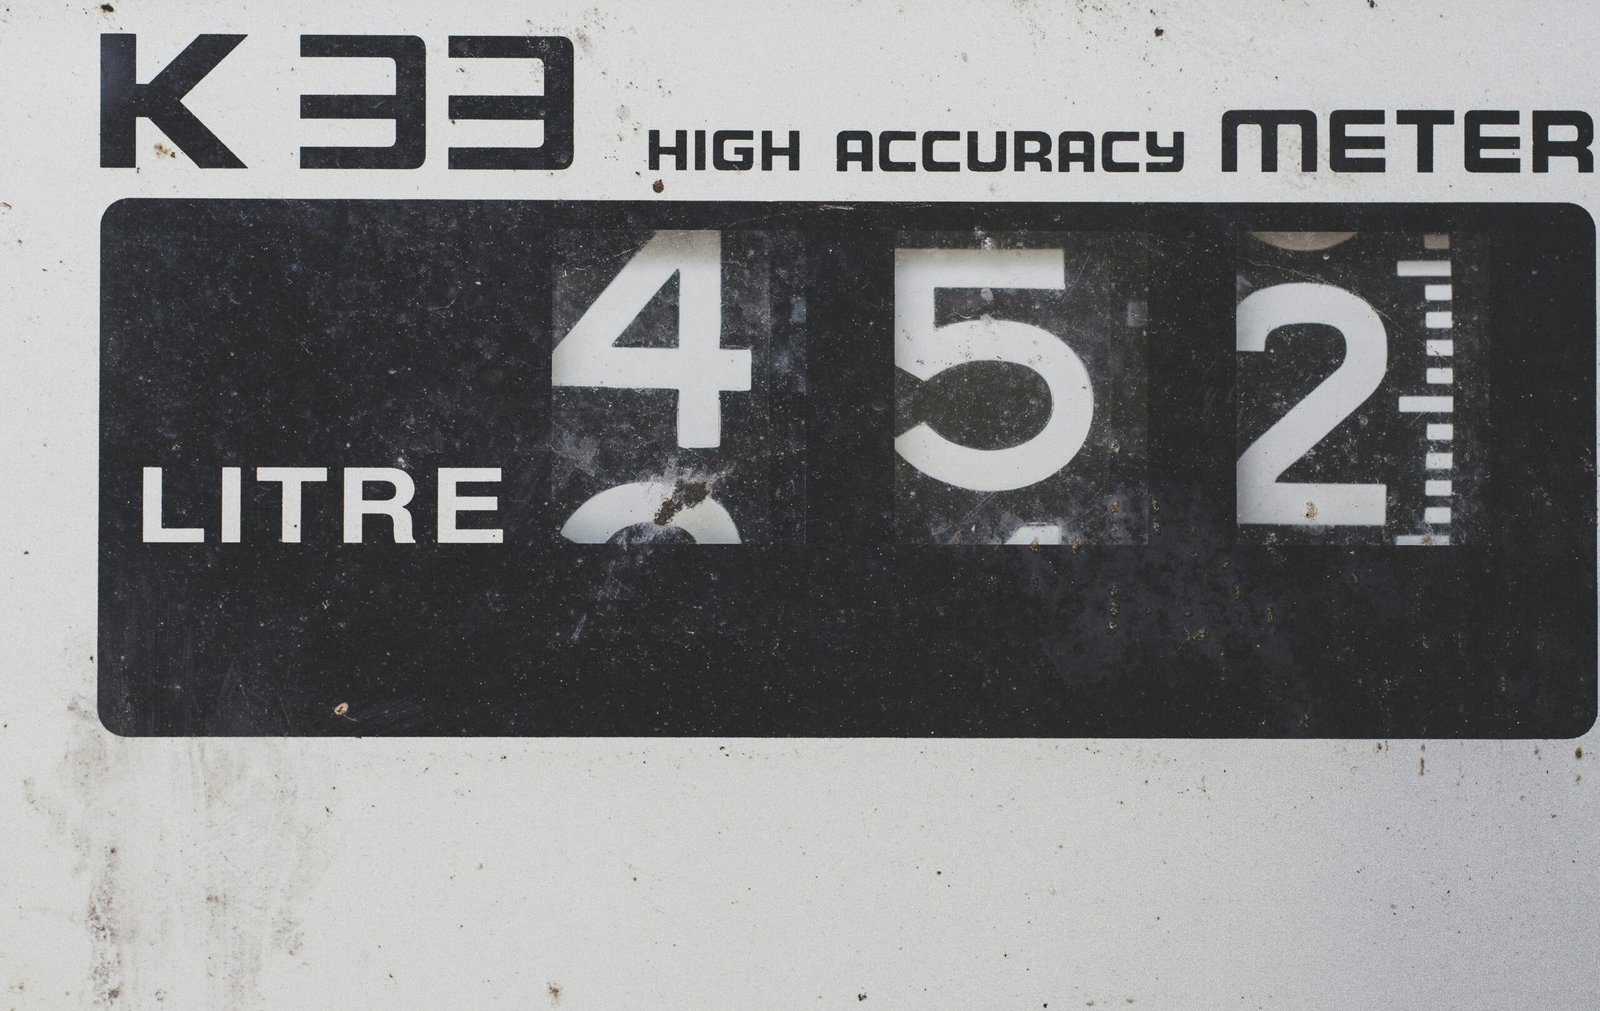 K33 HIGH ACCURACY METER
LITRE 452